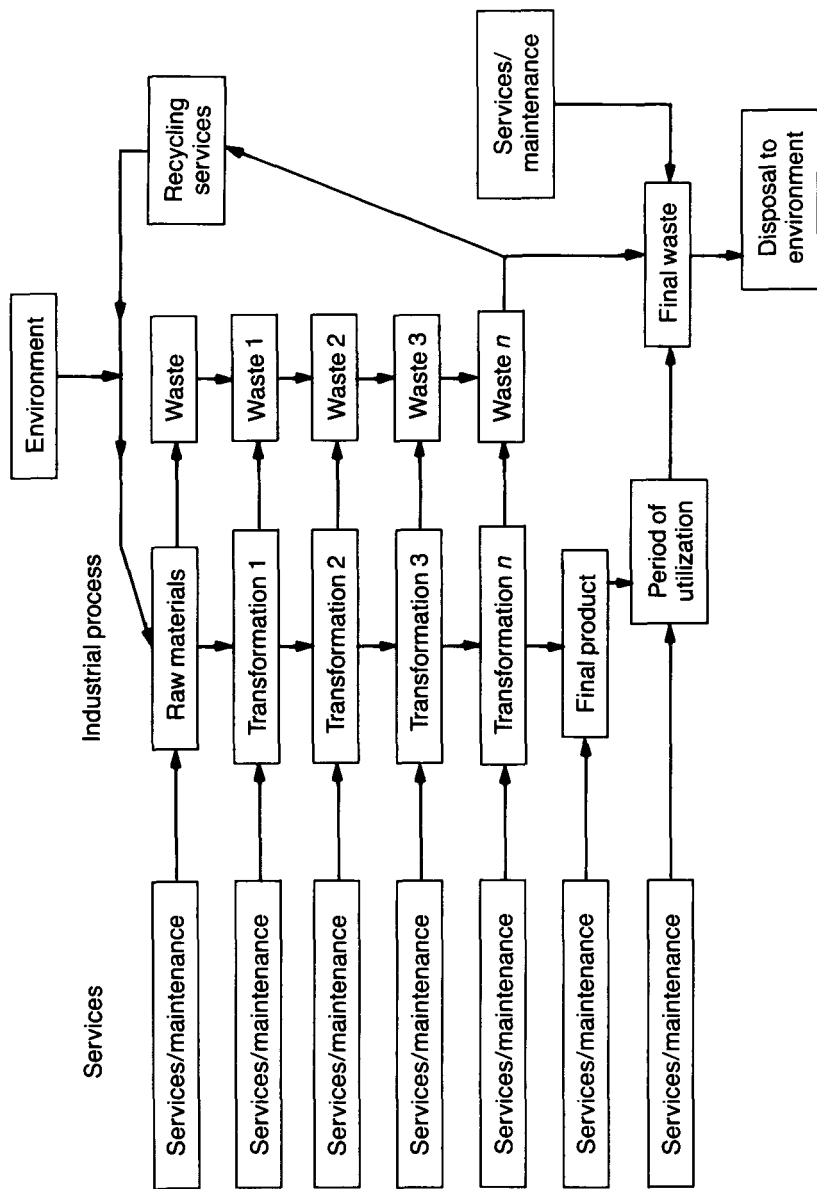 Environment
Services
Industrial process
Recycling
services
Services/maintenance
Raw materials
Waste
Services/maintenance
Transformation 1
Waste 1
Services/maintenance
Transformation 2
Waste 2
Services/maintenance
Transformation 3
Waste 3
Services/maintenance
Transformation n
Waste n
Services/
maintenance
Services/maintenance
Final product
Services/maintenance
Period of
utilization
Final waste
Disposal to
environment